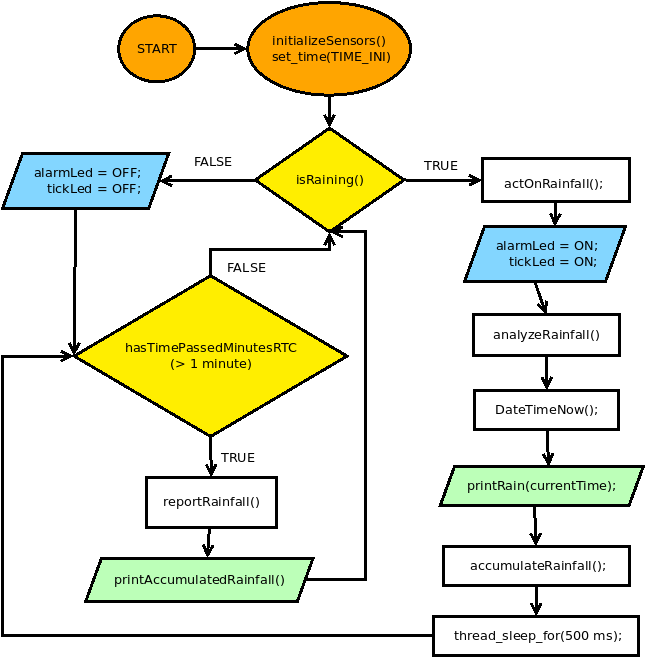 START
initializeSensors()
set_time(TIME_INI)
isRaining()
FALSE
TRUE
alarmLed = OFF;
tickLed = OFF;
actOnRainfall();
alarmLed = ON;
tickLed = ON;
FALSE
hasTimePassedMinutesRTC
(> 1 minute)
analyzeRainfall()
DateTimeNow();
TRUE
reportRainfall()
printRain(currentTime);
printAccumulatedRainfall()
accumulateRainfall();
thread_sleep_for(500 ms);